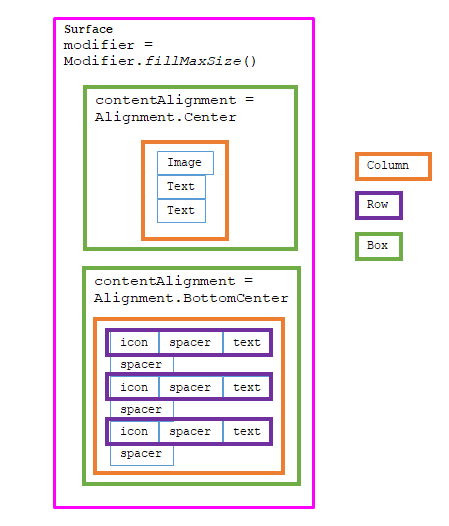 Surface
modifier =
Modifier.fillMaxSize()
contentAlignment =
Alignment.Center
Image
Text
Text
contentAlignment =
Alignment.BottomCenter
icon spacer text
spacer
icon spacer text
spacer
icon spacer text
spacer
Column
Row
Box